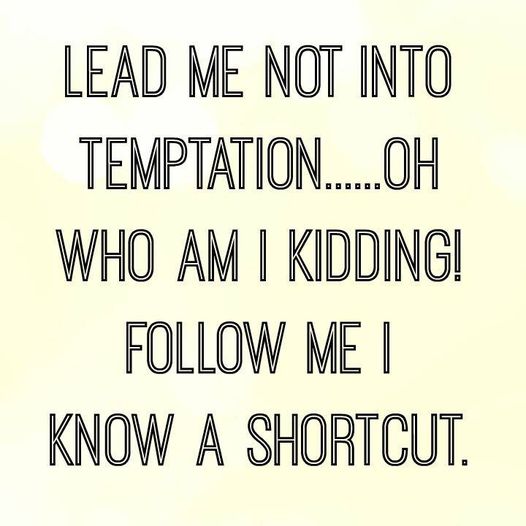 LEAD ME NOT INTO
TEMPTATION......OH
WHO AM I KIDDING!
FOLLOW ME I
KNOW A SHORTCUT.